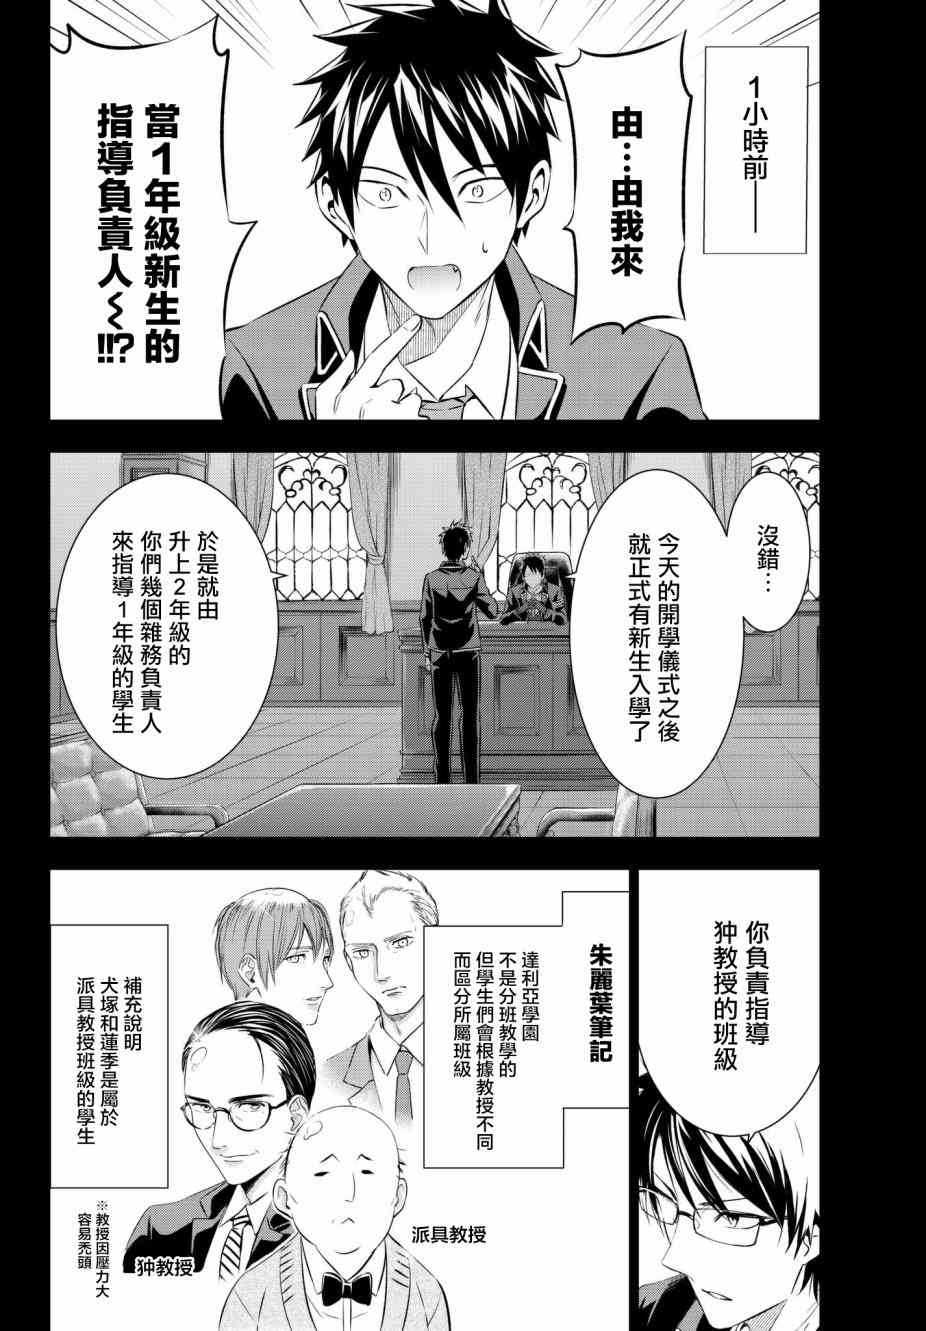 1小時前——
由…由我來
當1年級新生的
指導負責人～!!?
沒錯…
今天的開學儀式之後
就正式有新生入學了
於是就由
升上2年級的
你們幾個雜務負責人
來指導1年級的學生
你負責指導
狆教授的班級
朱麗葉筆記
達利亞學園
不是分班教學的
但學生們會根據教授不同
而區分所屬班級
補充說明
犬塚和蓮季是屬於
派具教授班級的學生
派具教授
狆教授
※教授因壓力大
容易禿頭